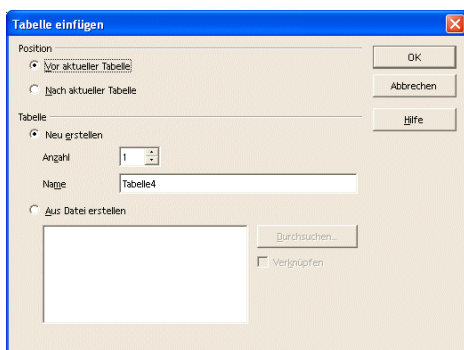 Tabelle einfügen
Position
Vor aktueller Tabelle
Nach aktueller Tabelle
OK
Abbrechen
Hilfe
Tabelle
Neu erstellen
Anzahl 1
Name Tabelle4
Aus Datei erstellen
Durchsuchen...
Verknüpfen